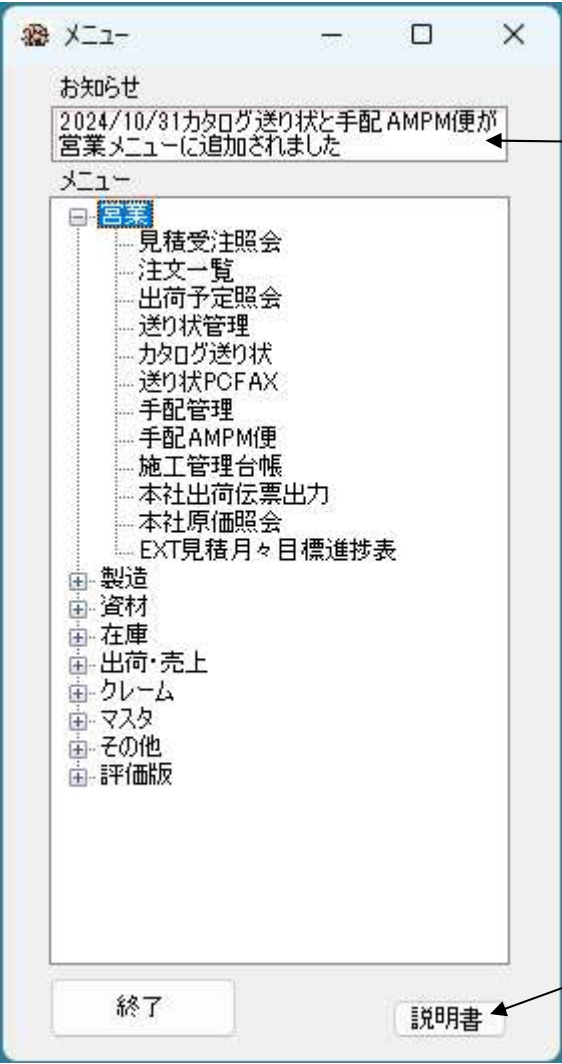 メニュー
お知らせ
2024/10/31カタログ送り状と手配AMPM便が
営業メニューに追加されました
メニュー
営業
見積受注照会
注文一覧
出荷予定照会
送り状管理
カタログ送り状
送り状PCFAX
手配管理
手配AMPM便
施工管理台帳
本社出荷伝票出力
本社原価照会
EXT見積月々目標進捗表
製造
資材
在庫
出荷・売上
クレーム
マスタ
その他
評価版
終了
説明書